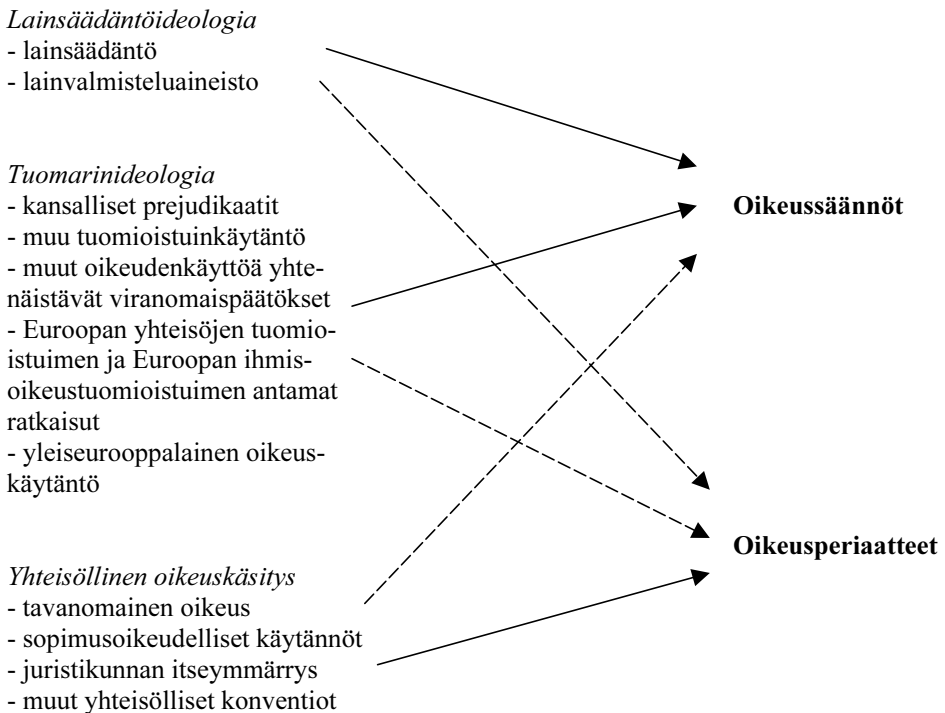 Lainsäädäntöideologia
- lainsäädäntö
- lainvalmisteluaineisto
Tuomarinideologia
- kansalliset prejudikaatit
- muu tuomioistuinkäytäntö
- muut oikeudenkäyttöä yhte-
näistävät viranomaispäätökset
- Euroopan yhteisöjen tuomio-
istuimen ja Euroopan ihmis-
oikeustuomioistuimen antamat
ratkaisut
- yleiseurooppalainen oikeus-
käytäntö
Yhteisöllinen oikeuskäsitys
- tavanomainen oikeus
- sopimusoikeudelliset käytännöt
- juristikunnan itseymmärrys
- muut yhteisölliset konventiot
Oikeussäännöt
Oikeusperiaatteet